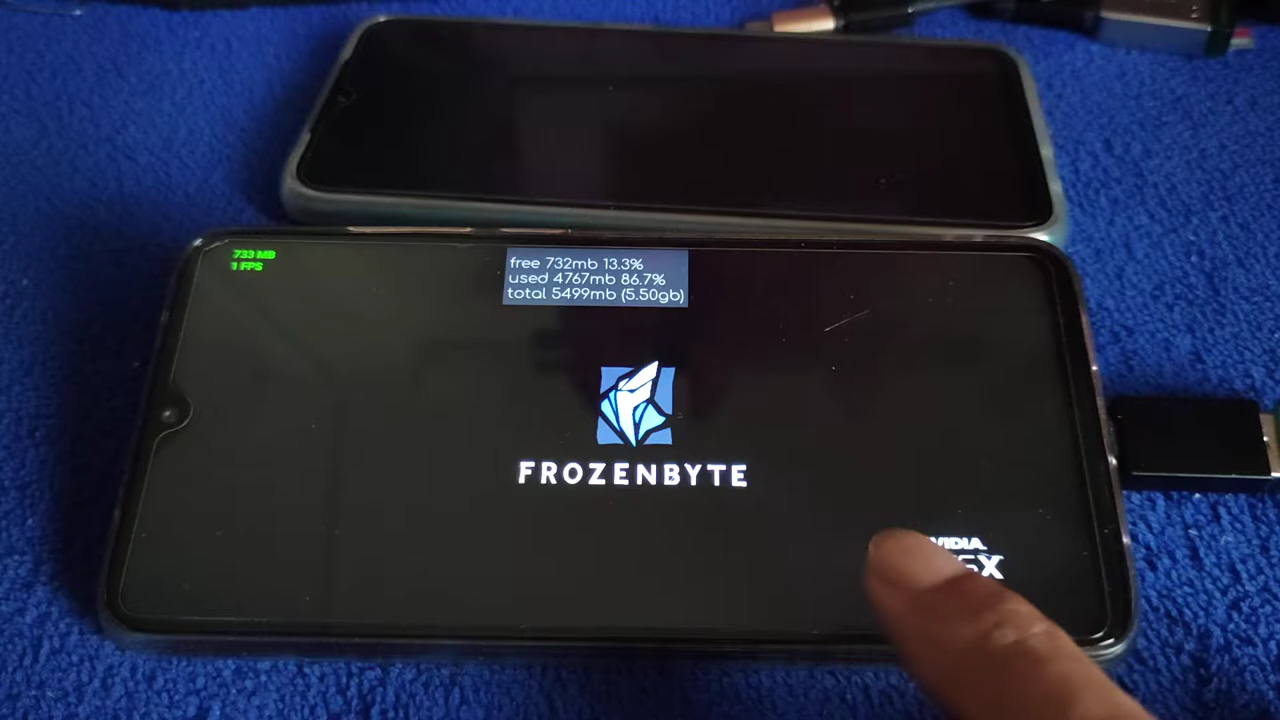 733 MB
1 FPS
free 732mb 13.3%
used 4767mb 86.7%
total 5499mb (5.50gb)
FROZENBYTE